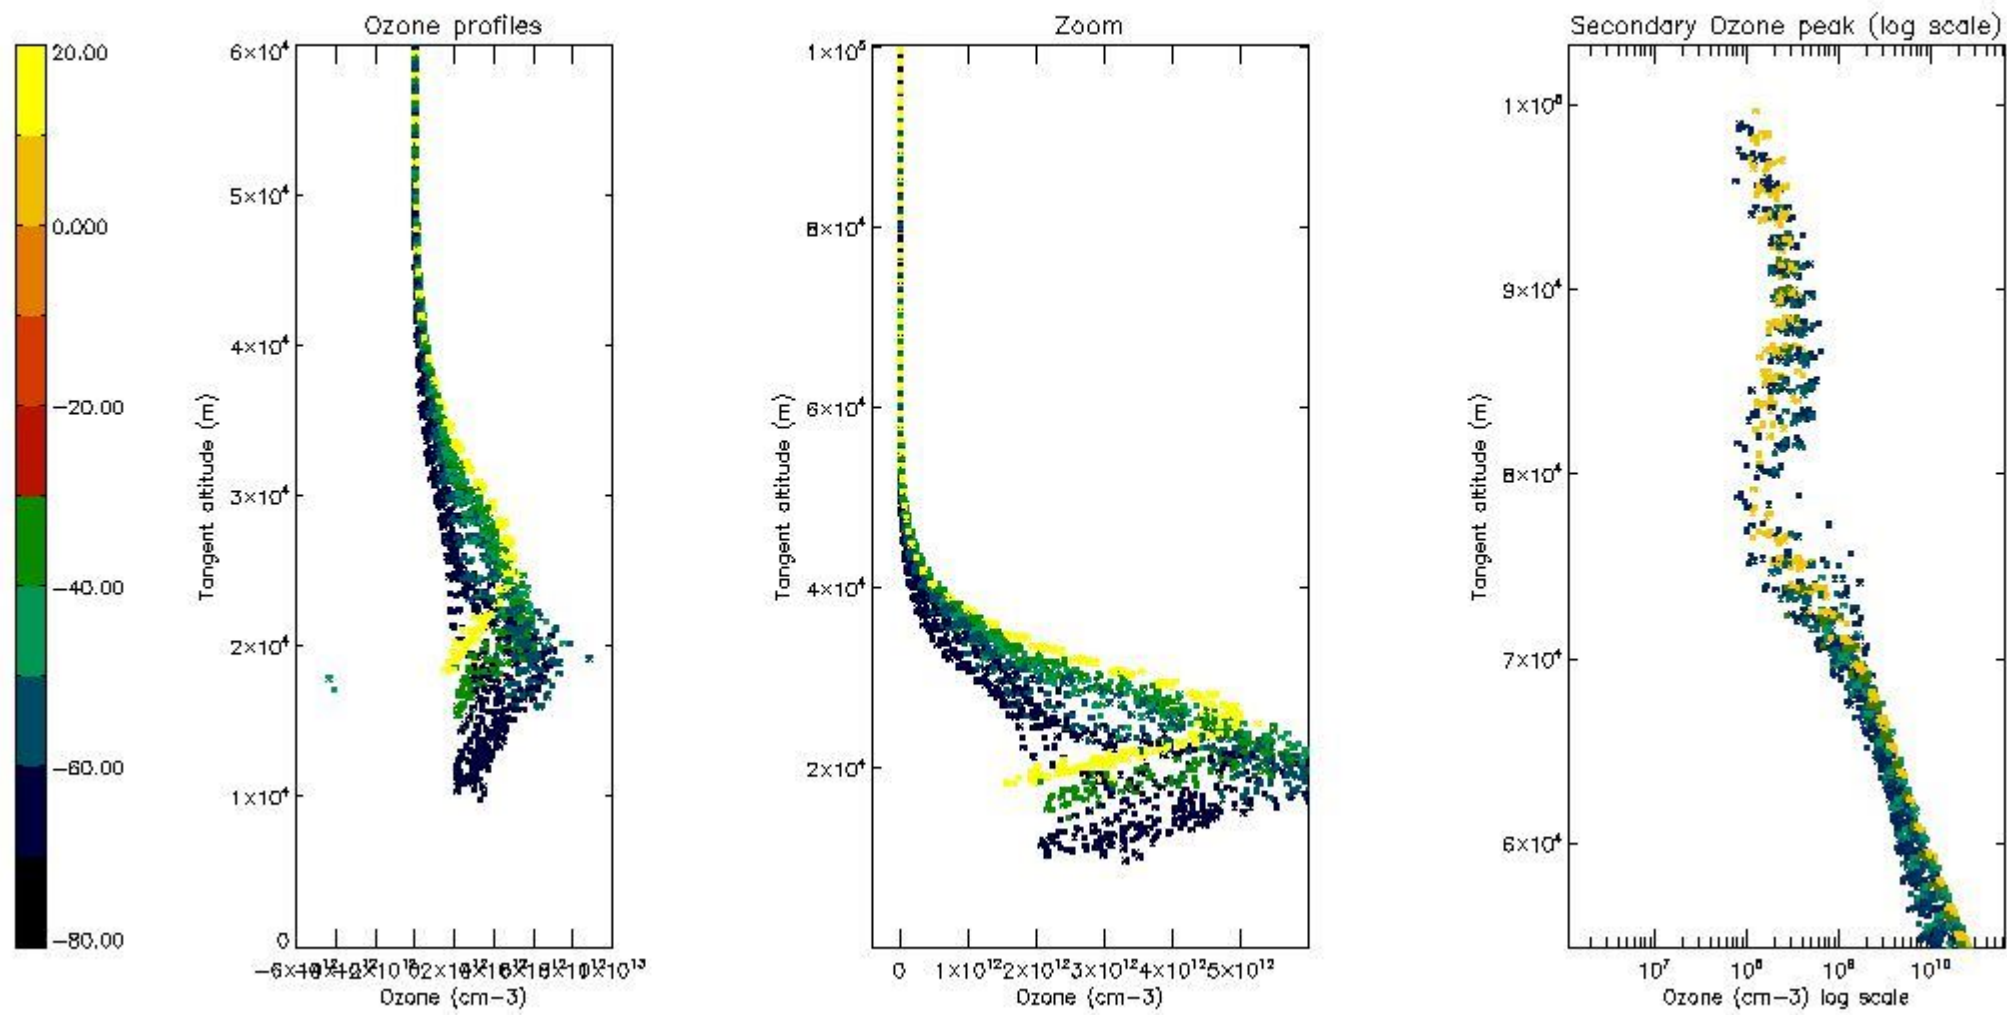 Ozone profiles
Zoom
Secondary Ozone peak (log scale)
20.00
0.000
−20.00
−40.00
−60.00
−80.00
6×10⁴
5×10⁴
4×10⁴
3×10⁴
2×10⁴
1×10⁴
0
Tangent altitude (m)
Ozone (cm−3)
1×10⁵
8×10⁴
6×10⁴
4×10⁴
2×10⁴
Tangent altitude (m)
0 1×10¹² 2×10¹² 3×10¹² 4×10¹² 5×10¹²
Ozone (cm−3)
9×10⁴
8×10⁴
7×10⁴
6×10⁴
Tangent altitude (m)
10⁷ 10⁸ 10⁹ 10¹⁰
Ozone (cm−3) log scale